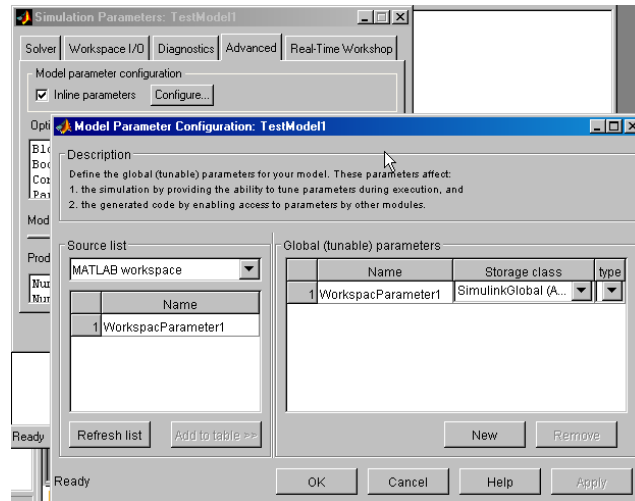 Simulation Parameters: TestModel1
Solver Workspace I/O Diagnostics Advanced Real-Time Workshop
Model parameter configuration
Inline parameters Configure...
Model Parameter Configuration: TestModel1
Description
Define the global (tunable) parameters for your model. These parameters affect:
1. the simulation by providing the ability to tune parameters during execution, and
2. the generated code by enabling access to parameters by other modules.
Source list
MATLAB workspace
Name
1 WorkspacParameter1
Refresh list Add to table >>
Global (tunable) parameters
Name Storage class type
1 WorkspacParameter1 SimulinkGlobal (A...
New Remove
Ready
Ready
OK Cancel Help Apply